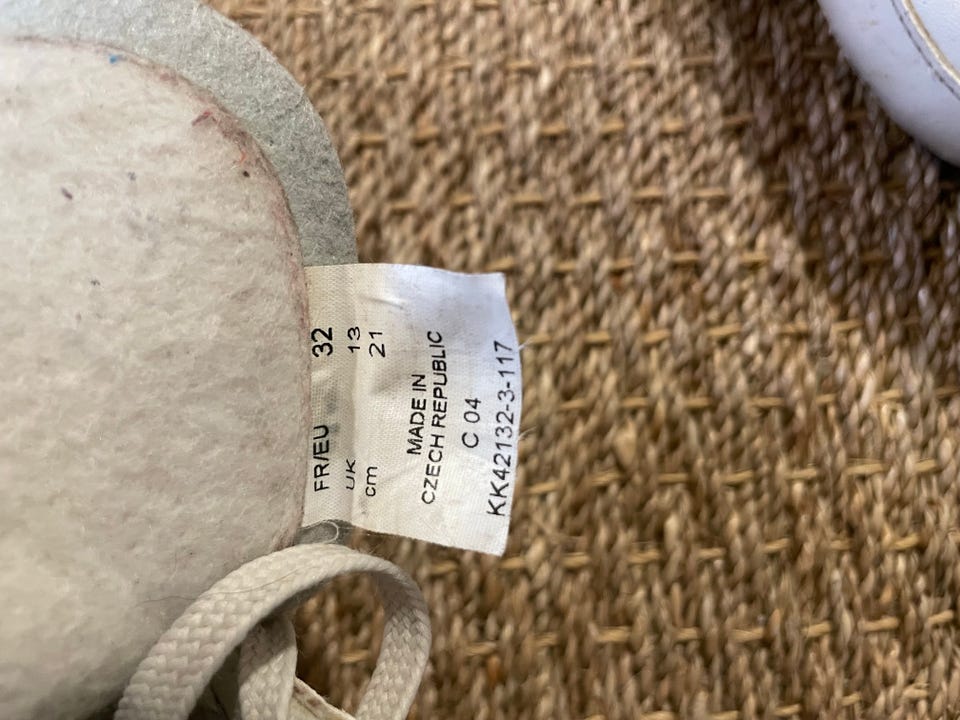 FR/EU 32
UK 13
cm 21
MADE IN
CZECH REPUBLIC
C 04
KK42132-3-117